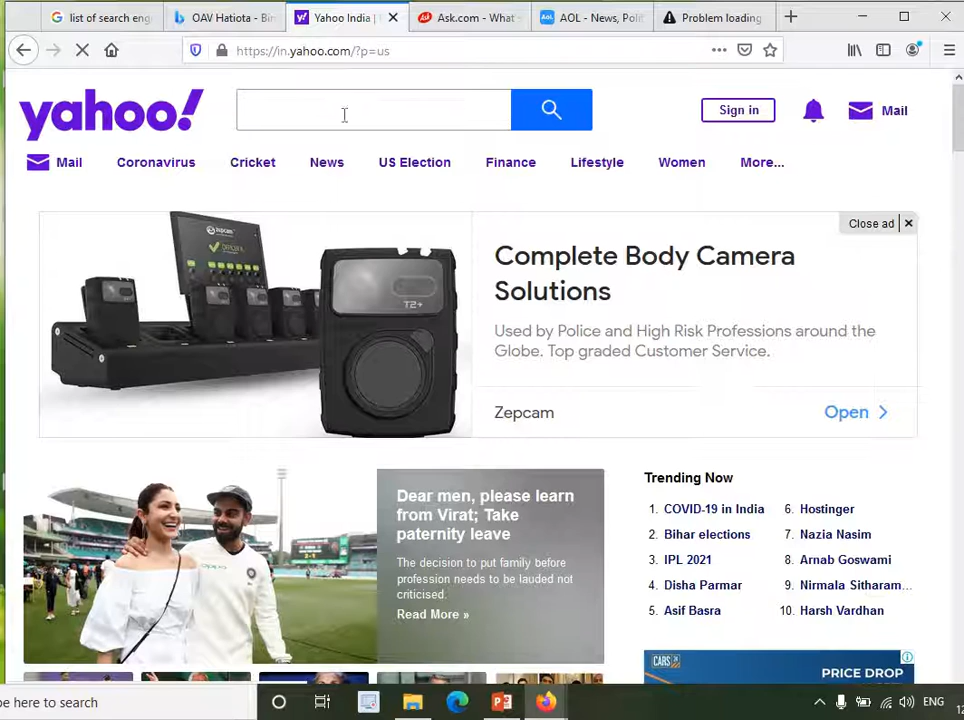 list of search eng
OAV Hatiota - Bin
Yahoo India |
Ask.com - What
AOL - News, Poli
Problem loading
https://in.yahoo.com/?p=us
yahoo!
Sign in
Mail
Mail Coronavirus Cricket News US Election Finance Lifestyle Women More...
Close ad
zepcam
T2+
Complete Body Camera
Solutions
Used by Police and High Risk Professions around the
Globe. Top graded Customer Service.
Zepcam
Open
oppo
Dear men, please learn
from Virat; Take
paternity leave
The decision to put family before
profession needs to be lauded not
criticised.
Read More »
Trending Now
1. COVID-19 in India
2. Bihar elections
3. IPL 2021
4. Disha Parmar
5. Asif Basra
6. Hostinger
7. Nazia Nasim
8. Arnab Goswami
9. Nirmala Sitharam...
10. Harsh Vardhan
CARS24
PRICE DROP
pe here to search
ENG
12